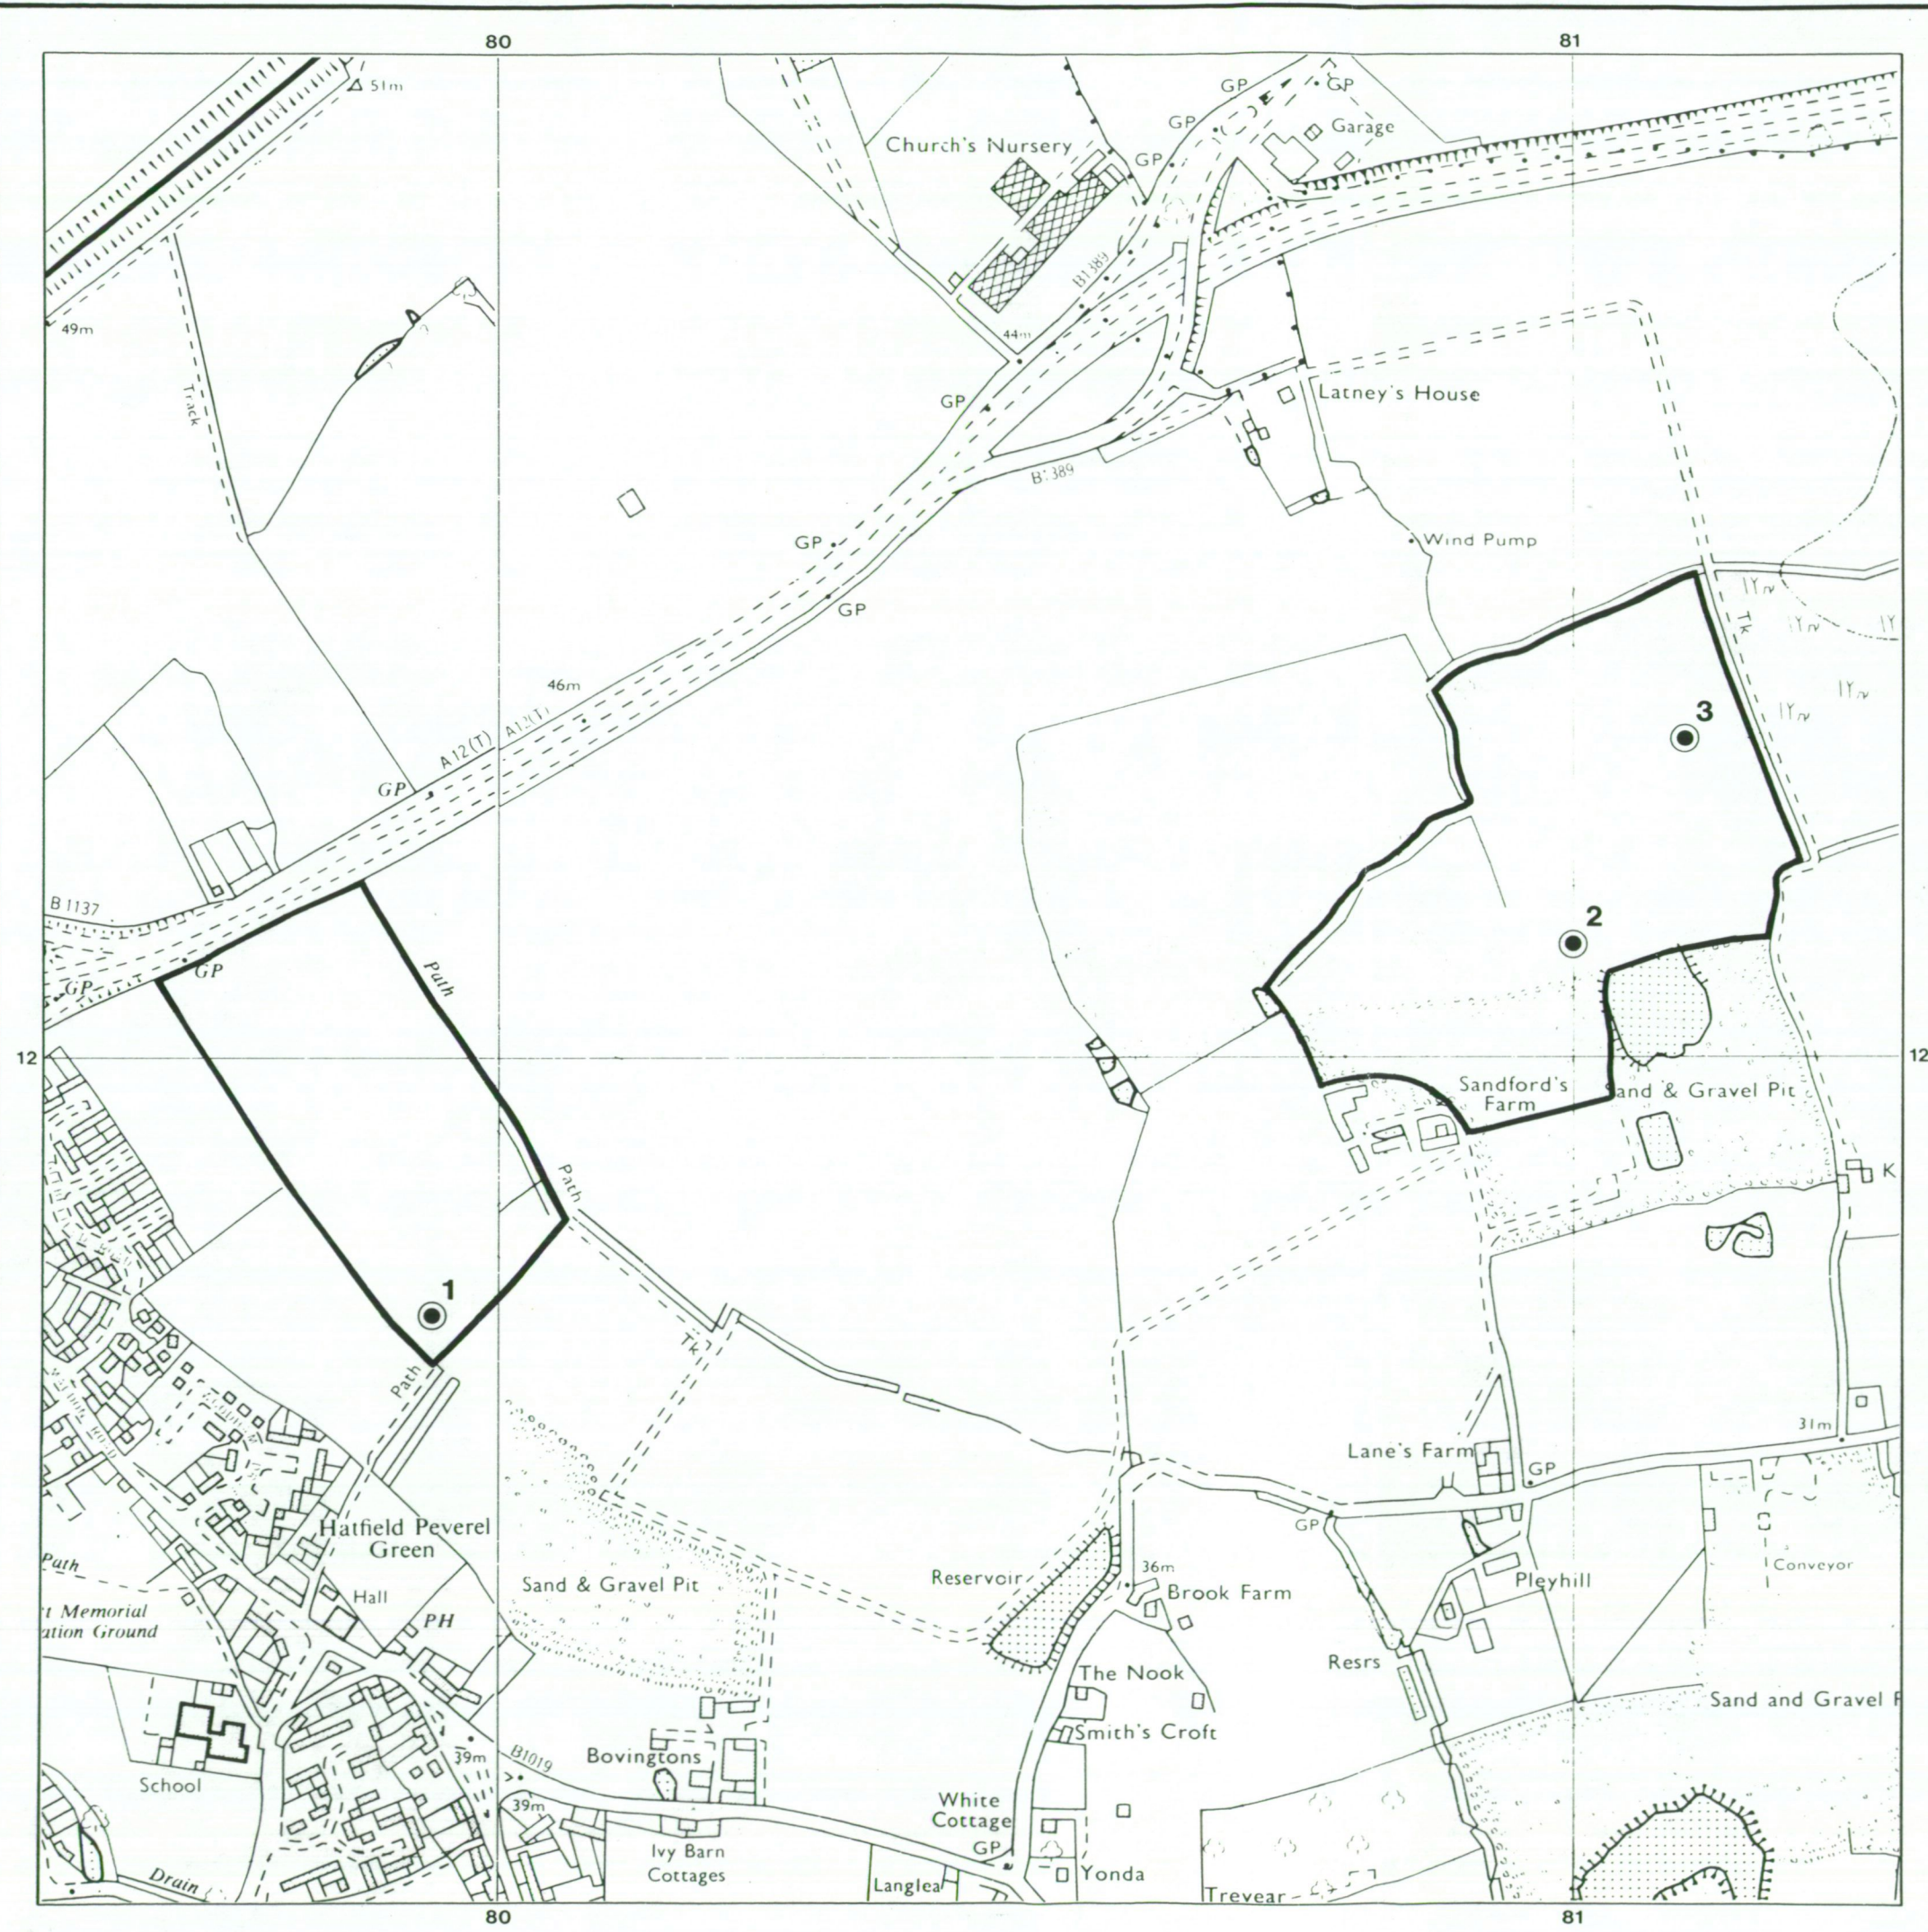 80
81
51m
GP
GP
GP
GP
Garage
Church's Nursery
B1389
49m
44m
Track
GP
Latney's House
B1389
GP
Wind Pump
GP
Tk
46m
A12(T)
A12(T)
3
GP
B1137
2
GP
GP
Path
12
12
Sandford's
Farm
Sand & Gravel Pit
Path
K
1
Tk
Path
31m
Lane's Farm
GP
Hatfield Peverel
Green
GP
Path
Reservoir
36m
Conveyor
Sand & Gravel Pit
Brook Farm
Pleyhill
Hall
t Memorial
ation Ground
PH
Resrs
The Nook
Sand and Gravel P
Smith's Croft
39m
B1019
Bovingtons
School
39m
White
Cottage
GP
Ivy Barn
Cottages
Drain
Langlea
Yonda
Trevear
80
81